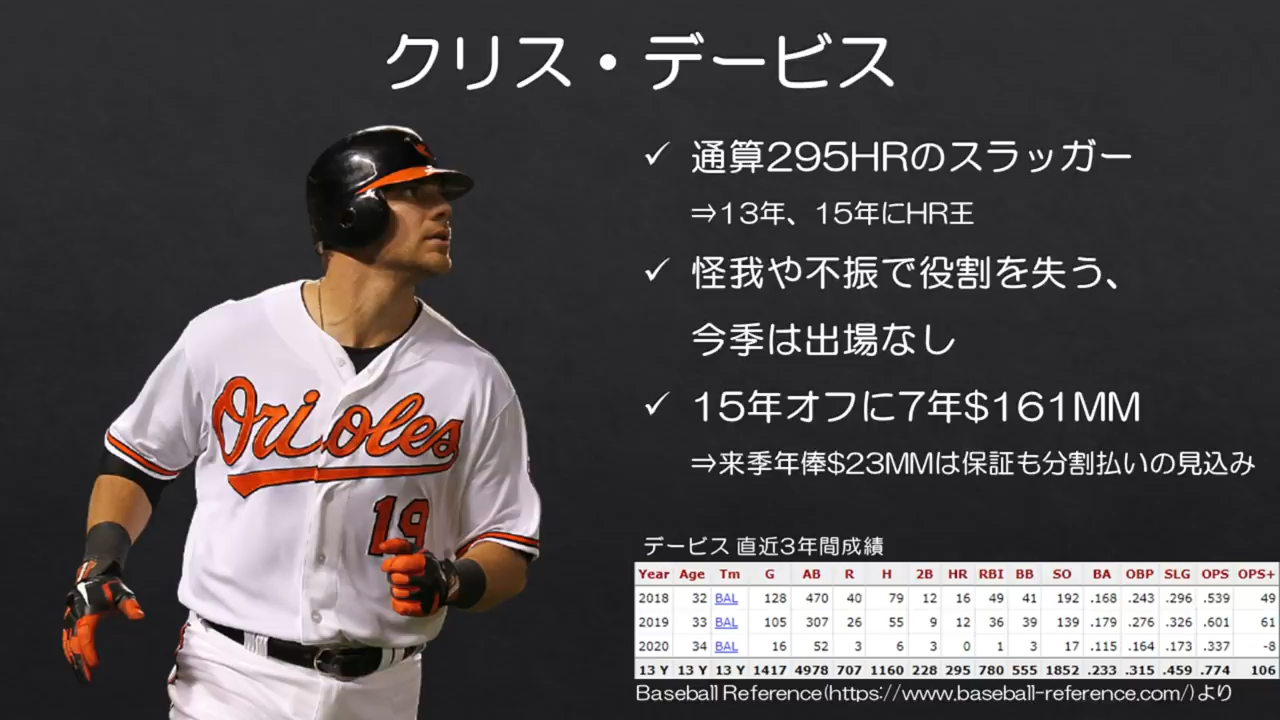 クリス・デービス
✓ 通算295HRのスラッガー
⇒13年、15年にHR王
✓ 怪我や不振で役割を失う、
今季は出場なし
✓ 15年オフに7年$161MM
⇒来季年俸$23MMは保証も分割払いの見込み
Orioles
19
デービス 直近3年間成績
Year Age Tm G AB R H 2B HR RBI BB SO BA OBP SLG OPS OPS+
2018 32 BAL 128 470 40 79 12 16 49 41 192 .168 .243 .296 .539 49
2019 33 BAL 105 307 26 55 9 12 36 39 139 .179 .276 .326 .601 61
2020 34 BAL 16 52 3 6 3 0 1 3 17 .115 .164 .173 .337 -8
13 Y 13 Y 13 Y 1417 4978 707 1160 228 295 780 555 1852 .233 .315 .459 .774 106
Baseball Reference(https://www.baseball-reference.com/)より